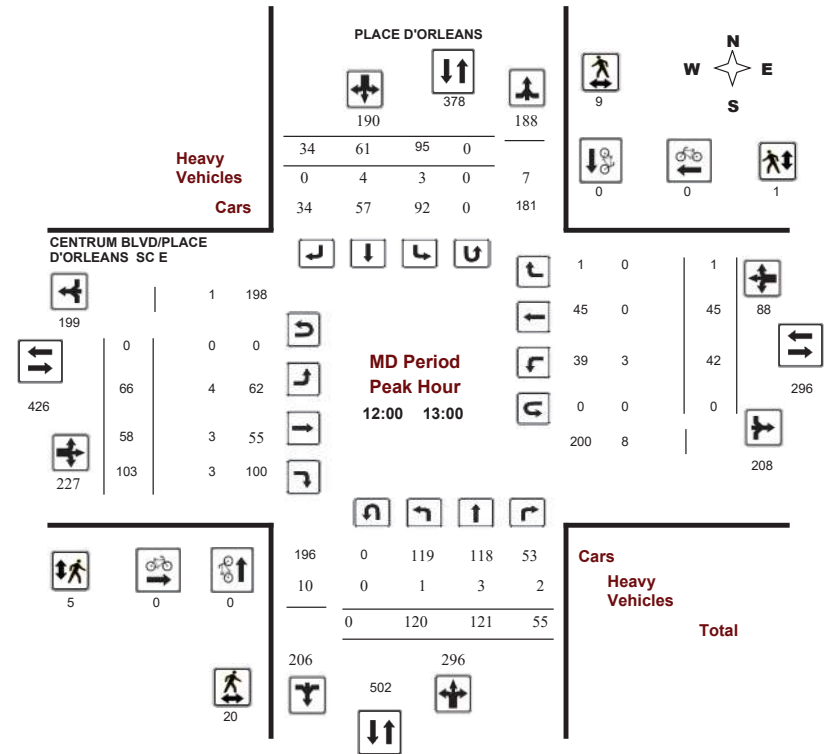 PLACE D'ORLEANS
N
W E
S
378
9
190 188
34 61 95 0
Heavy
Vehicles
0 4 3 0 7
Cars
34 57 92 0 181
0 0 1
CENTRUM BLVD/PLACE
D'ORLEANS SC E
1 198
199
0 0 0
66 4 62
426
58 3 55
103 3 100
227
MD Period
Peak Hour
12:00 13:00
1 0 1
45 0 45 88
39 3 42
296
0 0 0
200 8
208
196 0 119 118 53
Cars
10 0 1 3 2
Heavy
Vehicles
0 120 121 55
Total
5 0 0
206 296
502
20